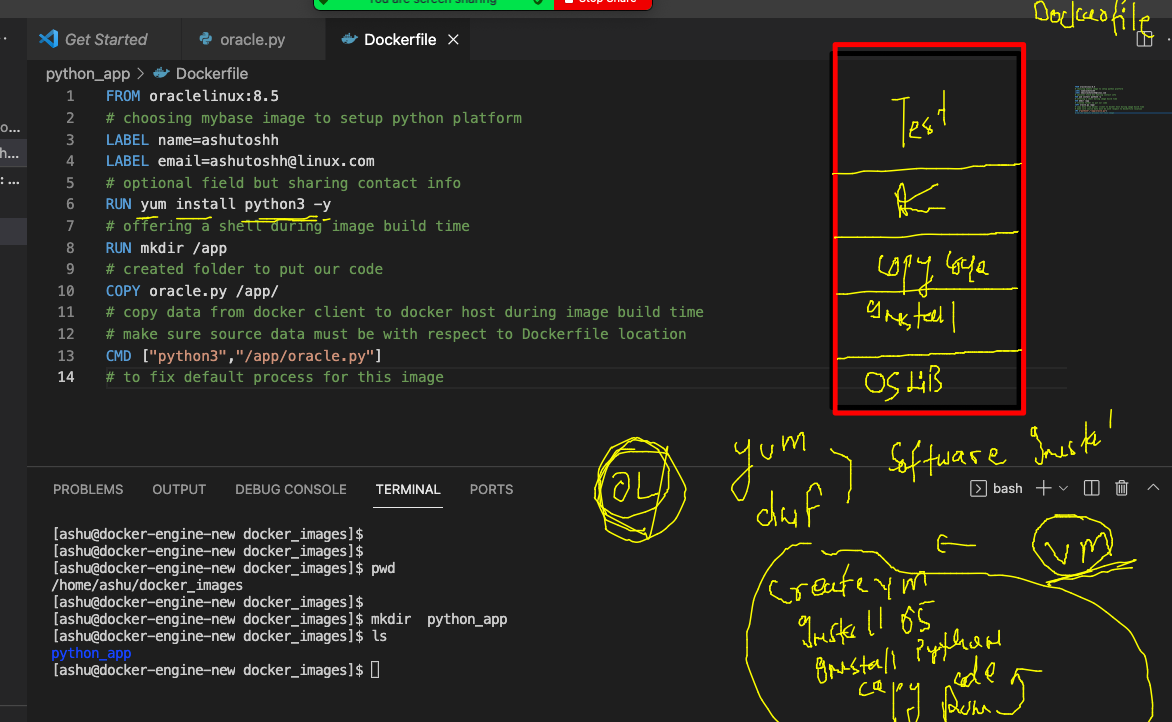 You are screen sharing Stop Share
Dockerofile
Get Started oracle.py Dockerfile
python_app > Dockerfile
1 FROM oraclelinux:8.5
2 # choosing mybase image to setup python platform
3 LABEL name=ashutoshh
4 LABEL email=ashutoshh@linux.com
5 # optional field but sharing contact info
6 RUN yum install python3 -y
7 # offering a shell during image build time
8 RUN mkdir /app
9 # created folder to put our code
10 COPY oracle.py /app/
11 # copy data from docker client to docker host during image build time
12 # make sure source data must be with respect to Dockerfile location
13 CMD ["python3","/app/oracle.py"]
14 # to fix default process for this image
o...
h...
: ...
Test
copy
Install
OS LIB
OL
yum
dnf
Software Install
vm
create vm
Install OS
Install Python
copy code
Run
PROBLEMS OUTPUT DEBUG CONSOLE TERMINAL PORTS
bash
[ashu@docker-engine-new docker_images]$
[ashu@docker-engine-new docker_images]$
[ashu@docker-engine-new docker_images]$ pwd
/home/ashu/docker_images
[ashu@docker-engine-new docker_images]$
[ashu@docker-engine-new docker_images]$ mkdir python_app
[ashu@docker-engine-new docker_images]$ ls
python_app
[ashu@docker-engine-new docker_images]$